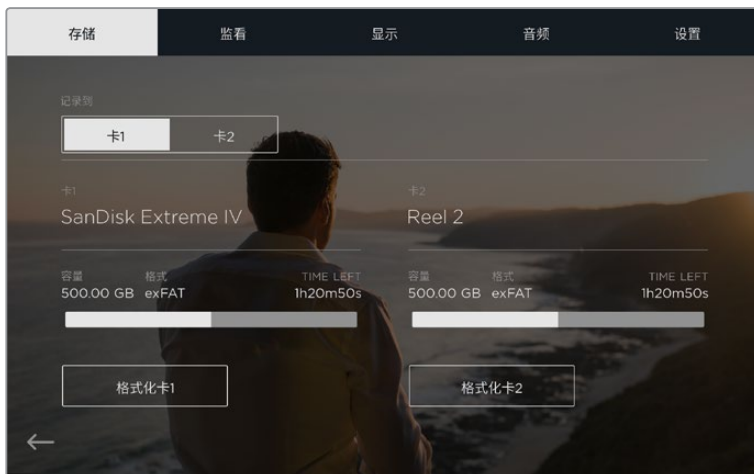 存储 监看 显示 音频 设置
记录到
卡1 卡2
卡1 卡2
SanDisk Extreme IV Reel 2
容量 格式 TIME LEFT 容量 格式 TIME LEFT
500.00 GB exFAT 1h20m50s 500.00 GB exFAT 1h20m50s
格式化卡1 格式化卡2